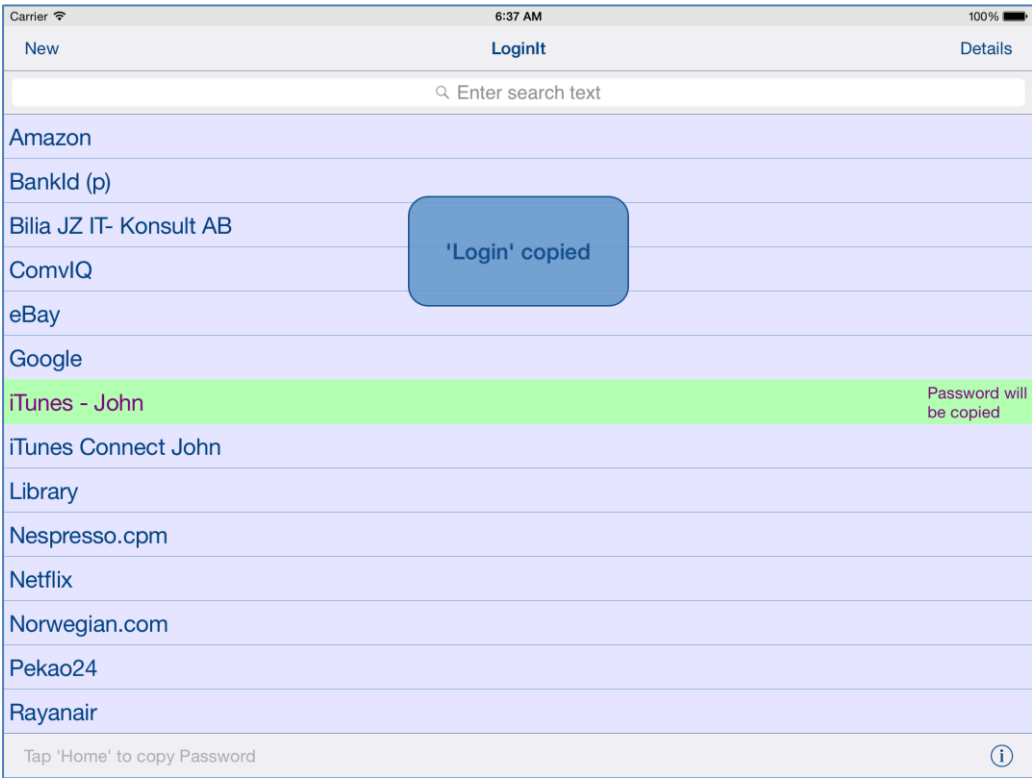 Carrier 6:37 AM 100%
New LoginIt Details
Enter search text
Amazon
BankId (p)
Bilia JZ IT- Konsult AB
'Login' copied
ComvIQ
eBay
Google
iTunes - John
Password will
be copied
iTunes Connect John
Library
Nespresso.cpm
Netflix
Norwegian.com
Pekao24
Rayanair
Tap 'Home' to copy Password